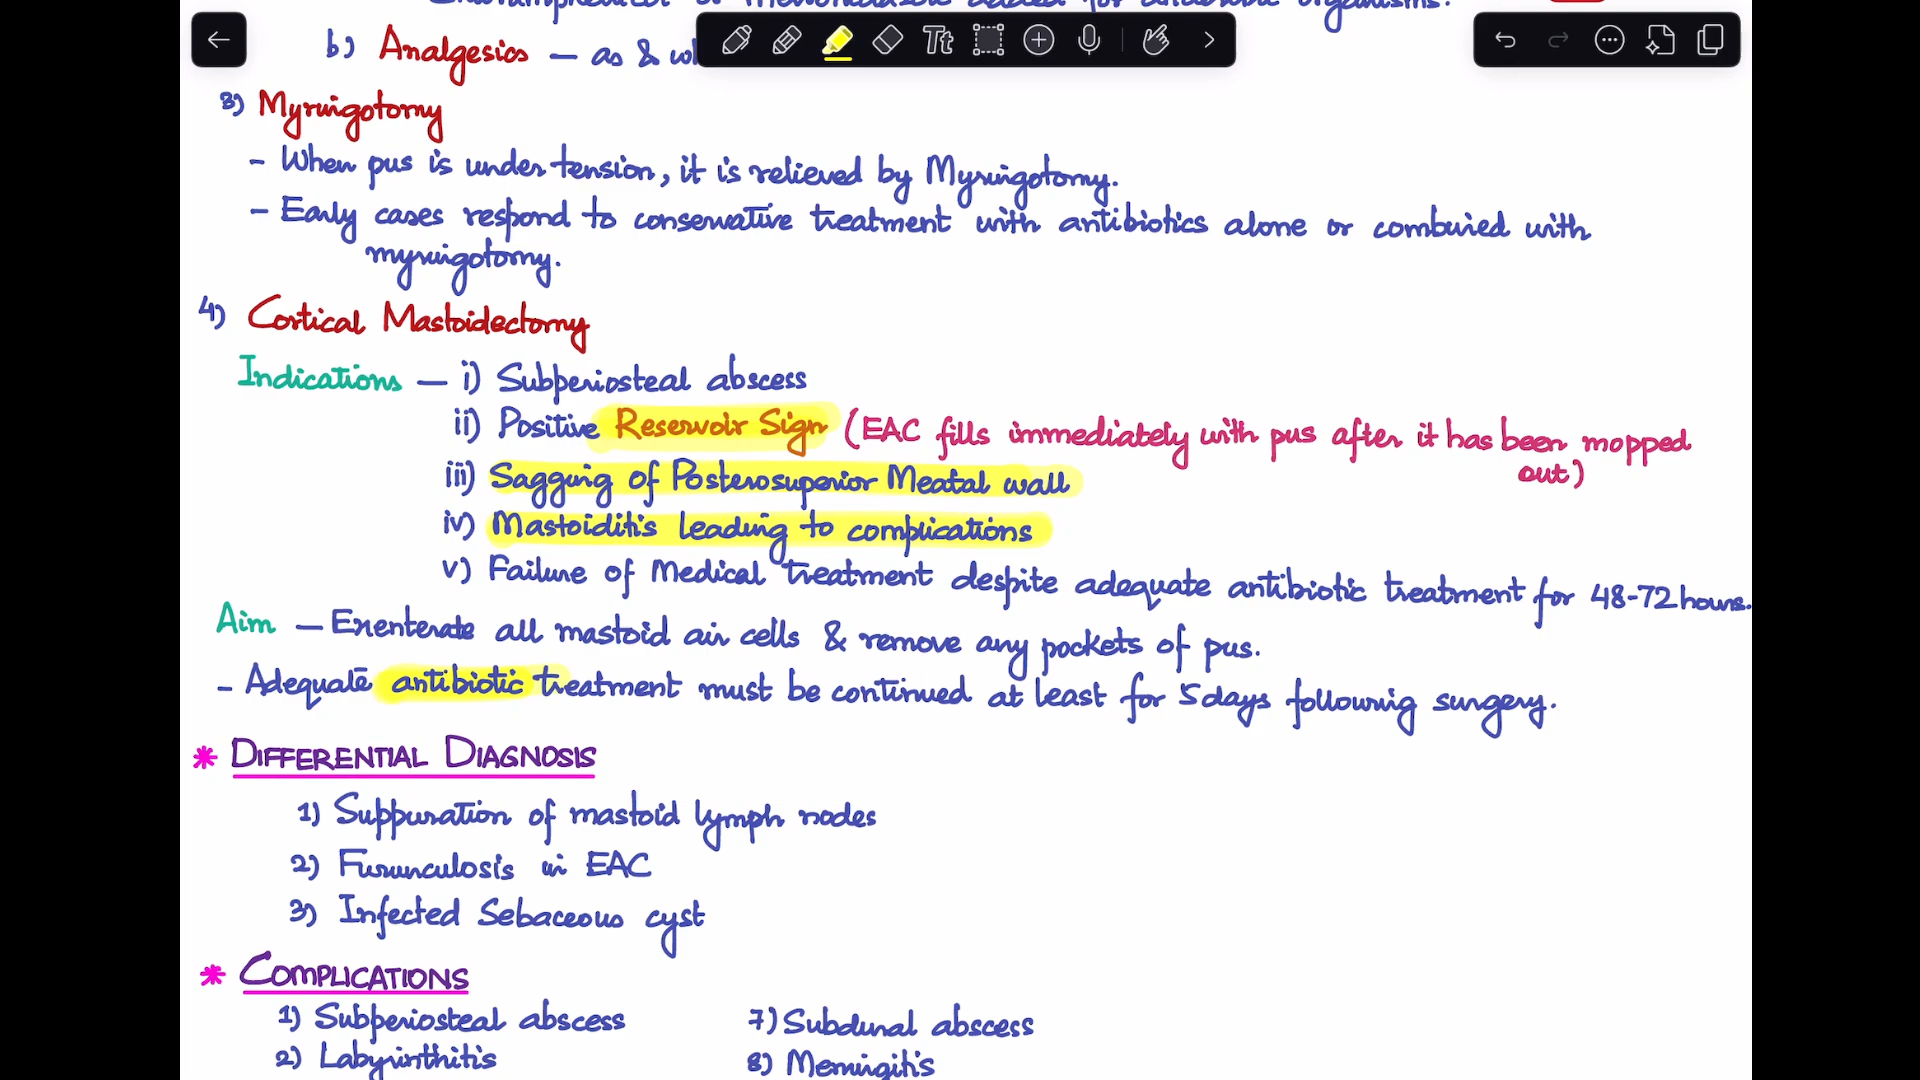 b) Analgesics — as &
3) Myringotomy
- When pus is under tension, it is relieved by Myringotomy.
- Early cases respond to conservative treatment with antibiotics alone or combined with
myringotomy.
4) Cortical Mastoidectomy
Indications — i) Subperiosteal abscess
ii) Positive Reservoir Sign (EAC fills immediately with pus after it has been mopped
out)
iii) Sagging of Posterosuperior Meatal wall
iv) Mastoiditis leading to complications
v) Failure of Medical treatment despite adequate antibiotic treatment for 48-72 hours.
Aim — Exenterate all mastoid air cells & remove any pockets of pus.
- Adequate antibiotic treatment must be continued at least for 5 days following surgery.
* DIFFERENTIAL DIAGNOSIS
1) Suppuration of mastoid lymph nodes
2) Furunculosis in EAC
3) Infected Sebaceous cyst
* COMPLICATIONS
1) Subperiosteal abscess 7) Subdural abscess
2) Labyrinthitis 8) Meningitis